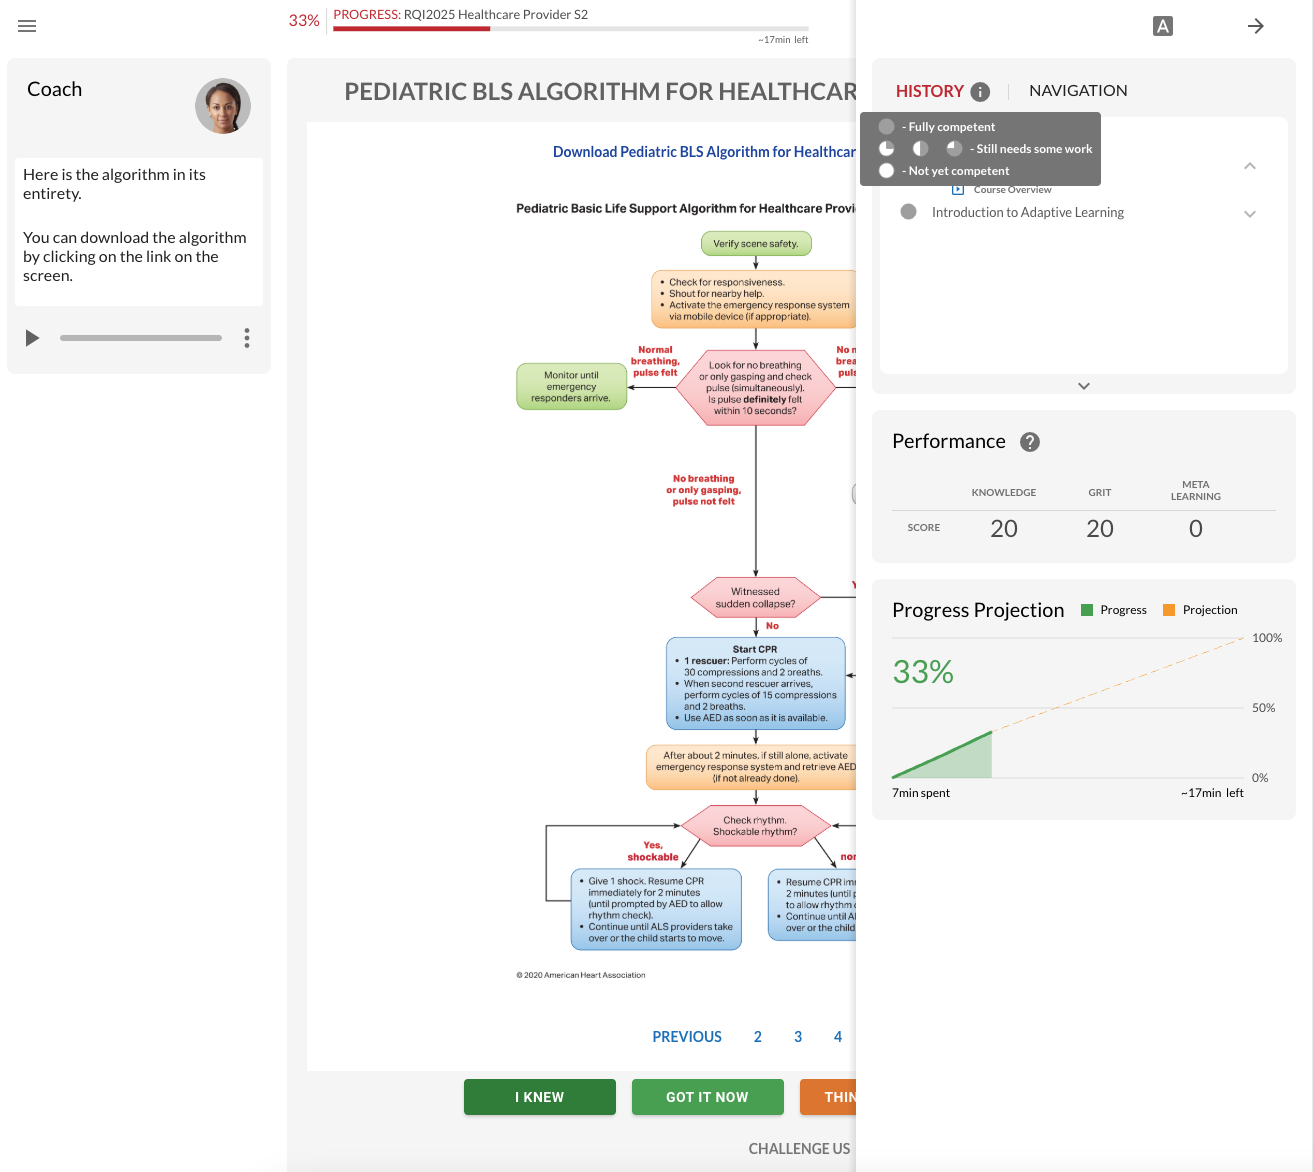 33%
PROGRESS: RQI2025 Healthcare Provider S2
~17min left
A
Coach
Here is the algorithm in its
entirety.
You can download the algorithm
by clicking on the link on the
screen.
PEDIATRIC BLS ALGORITHM FOR HEALTHCAR
Download Pediatric BLS Algorithm for Healthcar
Pediatric Basic Life Support Algorithm for Healthcare Provi
Verify scene safety.
• Check for responsiveness.
• Shout for nearby help.
• Activate the emergency response system
via mobile device (if appropriate).
Normal
breathing,
pulse felt
Monitor until
emergency
responders arrive.
Look for no breathing
or only gasping and check
pulse (simultaneously).
Is pulse definitely felt
within 10 seconds?
No breathing
or only gasping,
pulse not felt
Witnessed
sudden collapse?
No
Start CPR
• 1 rescuer: Perform cycles of
30 compressions and 2 breaths.
• When second rescuer arrives,
perform cycles of 15 compressions
and 2 breaths.
• Use AED as soon as it is available.
After about 2 minutes, if still alone, activate
emergency response system and retrieve AED
(if not already done).
Check rhythm.
Shockable rhythm?
Yes,
shockable
• Give 1 shock. Resume CPR
immediately for 2 minutes
(until prompted by AED to allow
rhythm check).
• Continue until ALS providers take
over or the child starts to move.
• Resume CPR im
2 minutes (until p
to allow rhythm
• Continue until A
over or the child
© 2020 American Heart Association
PREVIOUS 2 3 4
I KNEW
GOT IT NOW
THIN
CHALLENGE US
HISTORY
NAVIGATION
- Fully competent
- Still needs some work
- Not yet competent
Course Overview
Introduction to Adaptive Learning
Performance
KNOWLEDGE
GRIT
META
LEARNING
SCORE
20
20
0
Progress Projection
Progress
Projection
100%
33%
50%
0%
7min spent
~17min left